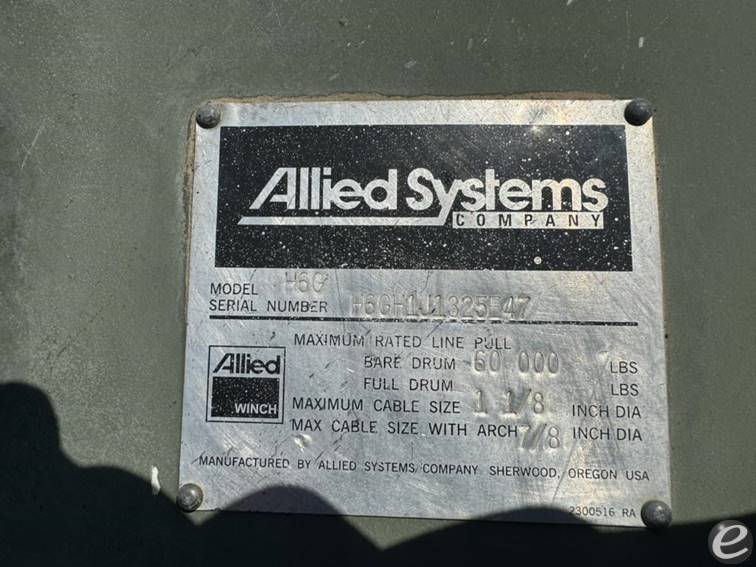 Allied Systems
COMPANY
MODEL H6G
SERIAL NUMBER H6GH1J1325E47
MAXIMUM RATED LINE PULL
BARE DRUM 60 000 LBS
FULL DRUM LBS
MAXIMUM CABLE SIZE 1 1/8 INCH DIA
MAX CABLE SIZE WITH ARCH 7/8 INCH DIA
Allied
WINCH
MANUFACTURED BY ALLIED SYSTEMS COMPANY SHERWOOD, OREGON USA
2300516 RA
e